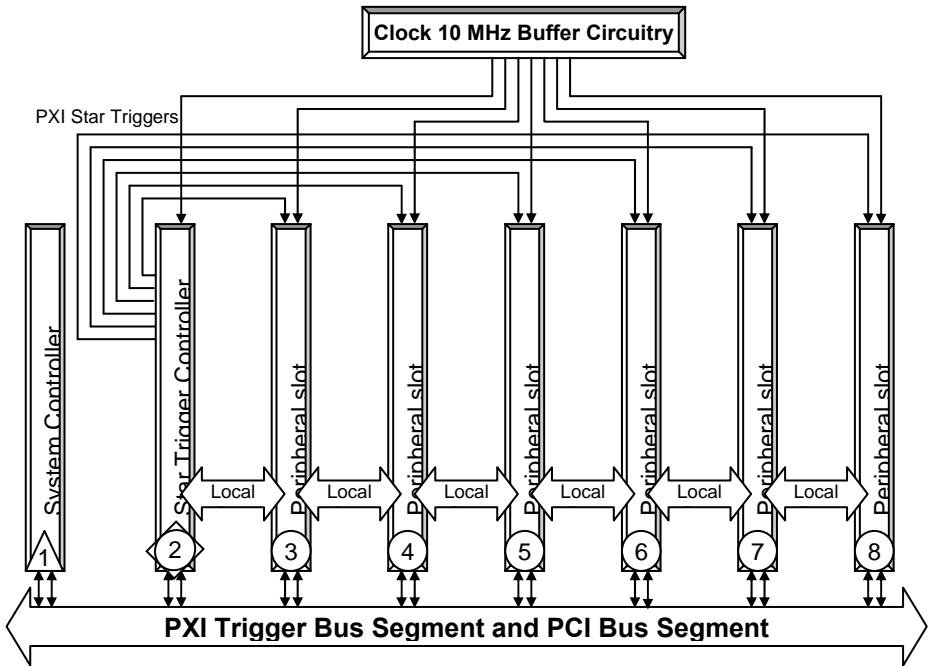 Clock 10 MHz Buffer Circuitry
PXI Star Triggers
System Controller
Star Trigger Controller
Peripheral slot
Peripheral slot
Peripheral slot
Peripheral slot
Peripheral slot
Peripheral slot
Local
Local
Local
Local
Local
Local
1
2
3
4
5
6
7
8
PXI Trigger Bus Segment and PCI Bus Segment